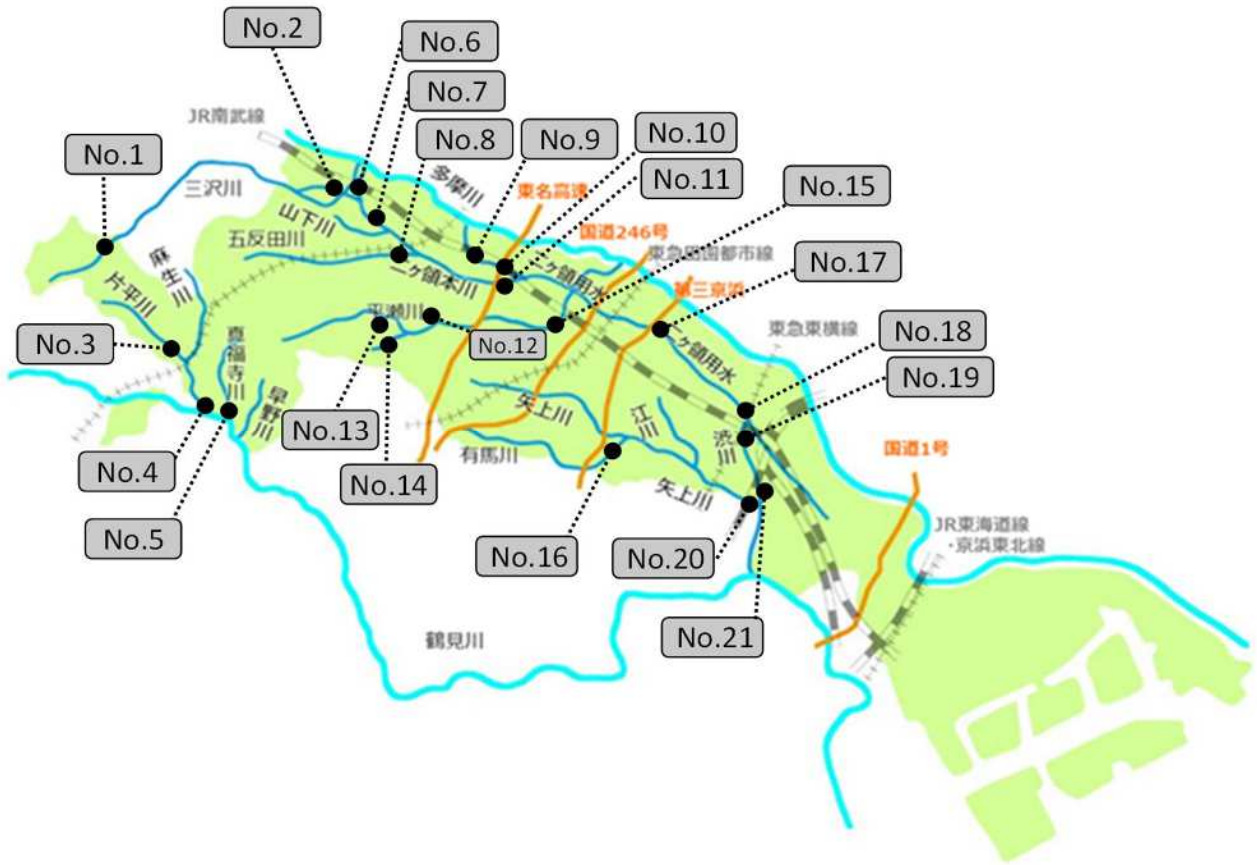 No.2
No.6
No.7
No.10
JR南武線
No.8
No.9
No.1
No.11
多摩川
東名高速
No.15
三沢川
山下川
国道246号
五反田川
麻生川
東急田園都市線
No.17
二ヶ領本川
二ヶ領用水
片平川
第三京浜
平瀬川
東急東横線
No.18
No.3
真福寺川
No.12
二ヶ領用水
No.19
早野川
矢上川
江川
No.13
渋川
国道1号
有馬川
No.4
No.14
矢上川
No.5
No.16
No.20
JR東海道線
・京浜東北線
No.21
鶴見川